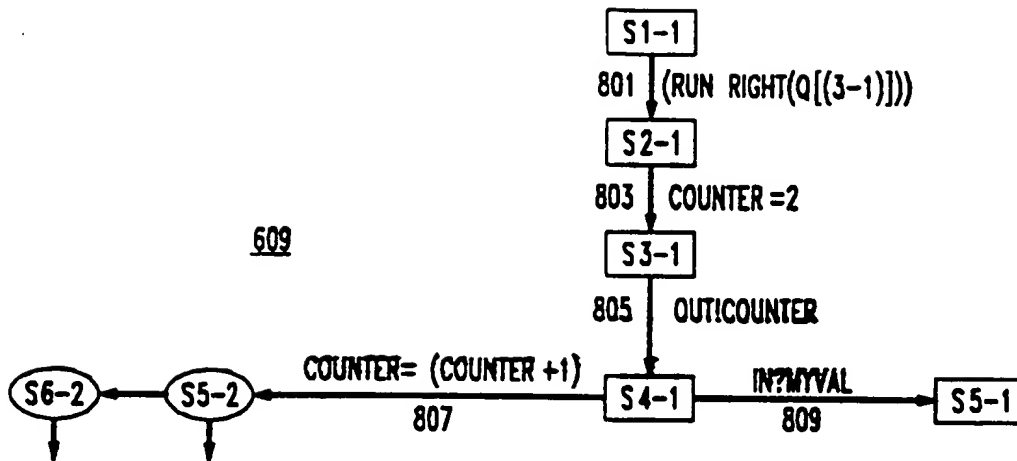 S1-1
801 (RUN RIGHT(Q[(3-1)]))
S2-1
803 COUNTER =2
609
S3-1
805 OUT!COUNTER
COUNTER= (COUNTER +1)
IN?MYVAL
S6-2
S5-2
S4-1
S5-1
807
809